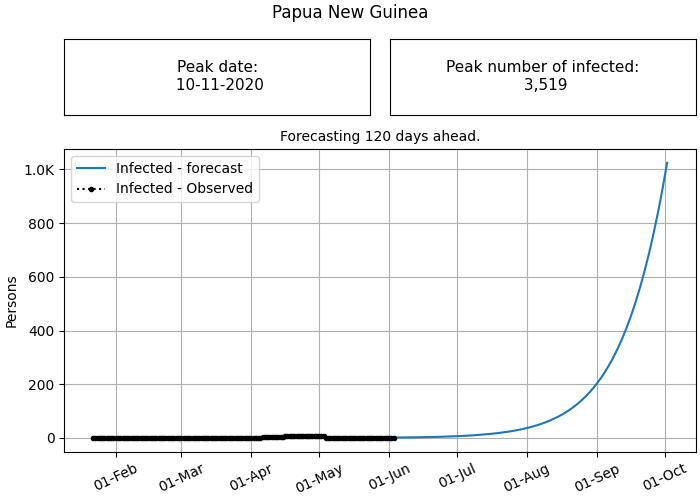 Papua New Guinea
Peak date:
10-11-2020
Peak number of infected:
3,519
Forecasting 120 days ahead.
Infected - forecast
Infected - Observed
1.0K
800
600
400
200
0
Persons
01-Feb
01-Mar
01-Apr
01-May
01-Jun
01-Jul
01-Aug
01-Sep
01-Oct